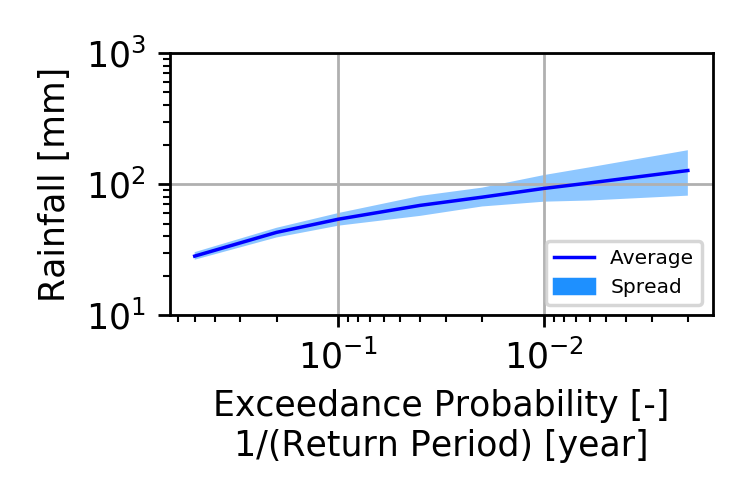 10³
Rainfall [mm]
10²
10¹
Average
Spread
10⁻¹
10⁻²
Exceedance Probability [-]
1/(Return Period) [year]